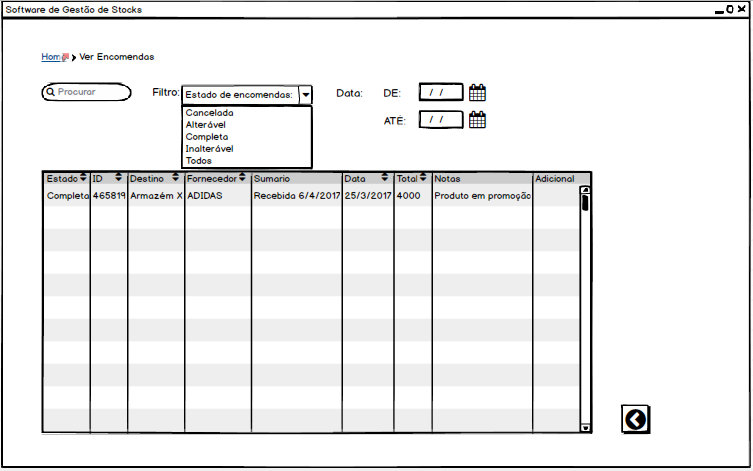 Software de Gestão de Stocks
Home Ver Encomendas
Procurar Filtro: Estado de encomendas: Data: DE: / /
ATÉ: / /
Cancelada
Alterável
Completa
Inalterável
Todos
Estado ID Destino Fornecedor Sumario Data Total Notas Adicional
Completa 465819 Armazém X ADIDAS Recebida 6/4/2017 25/3/2017 4000 Produto em promoção